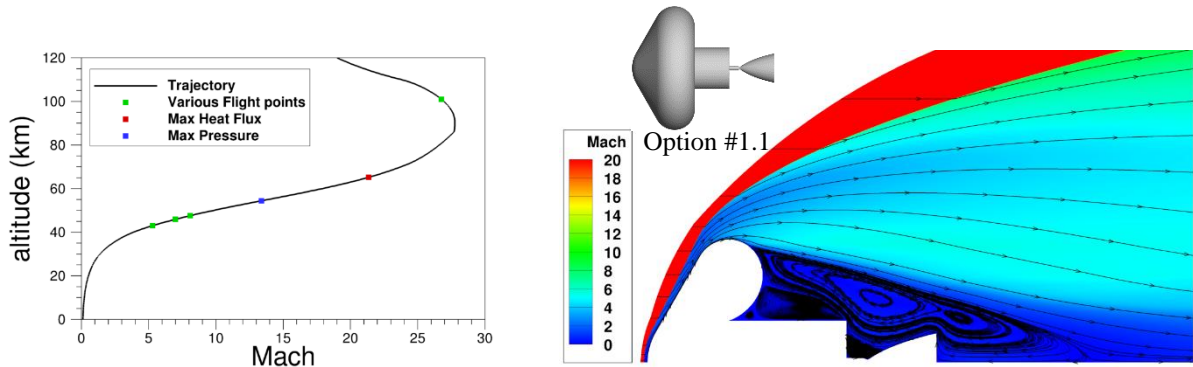 120
100
80
60
40
20
0
altitude (km)
Trajectory
Various Flight points
Max Heat Flux
Max Pressure
0 5 10 15 20 25 30
Mach
Option #1.1
Mach
20
18
16
14
12
10
8
6
4
2
0